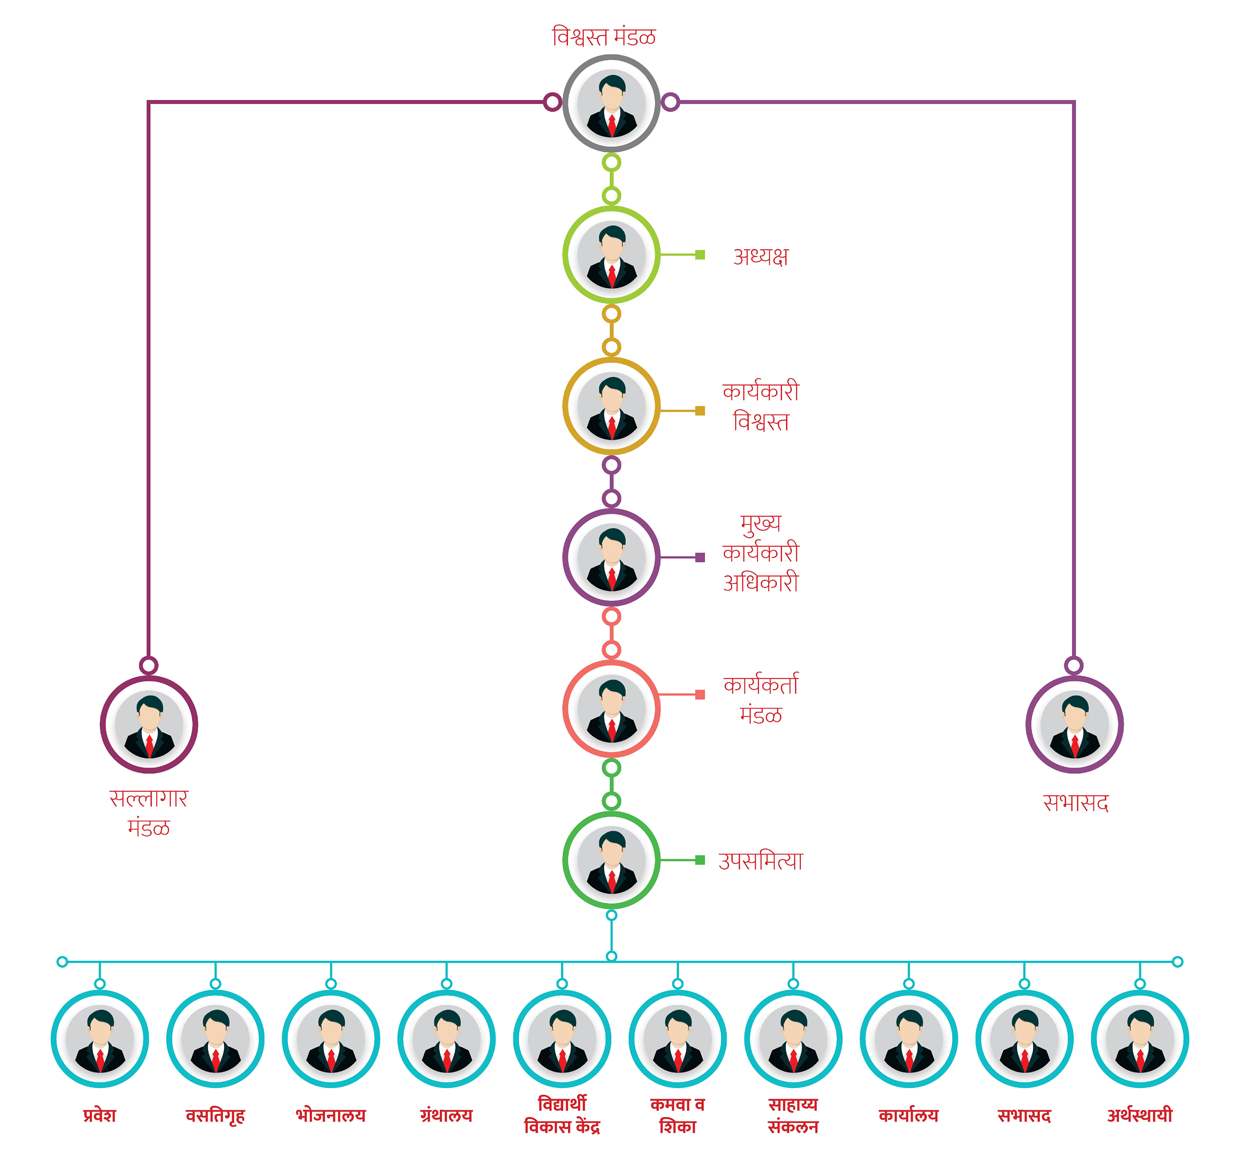 विश्वस्त मंडळ
अध्यक्ष
कार्यकारी
विश्वस्त
मुख्य
कार्यकारी
अधिकारी
कार्यकर्ता
मंडळ
सल्लागार
मंडळ
सभासद
उपसमित्या
प्रवेश
वसतिगृह
भोजनालय
ग्रंथालय
विद्यार्थी
विकास केंद्र
कमवा व
शिका
साहाय्य
संकलन
कार्यालय
सभासद
अर्थस्थायी